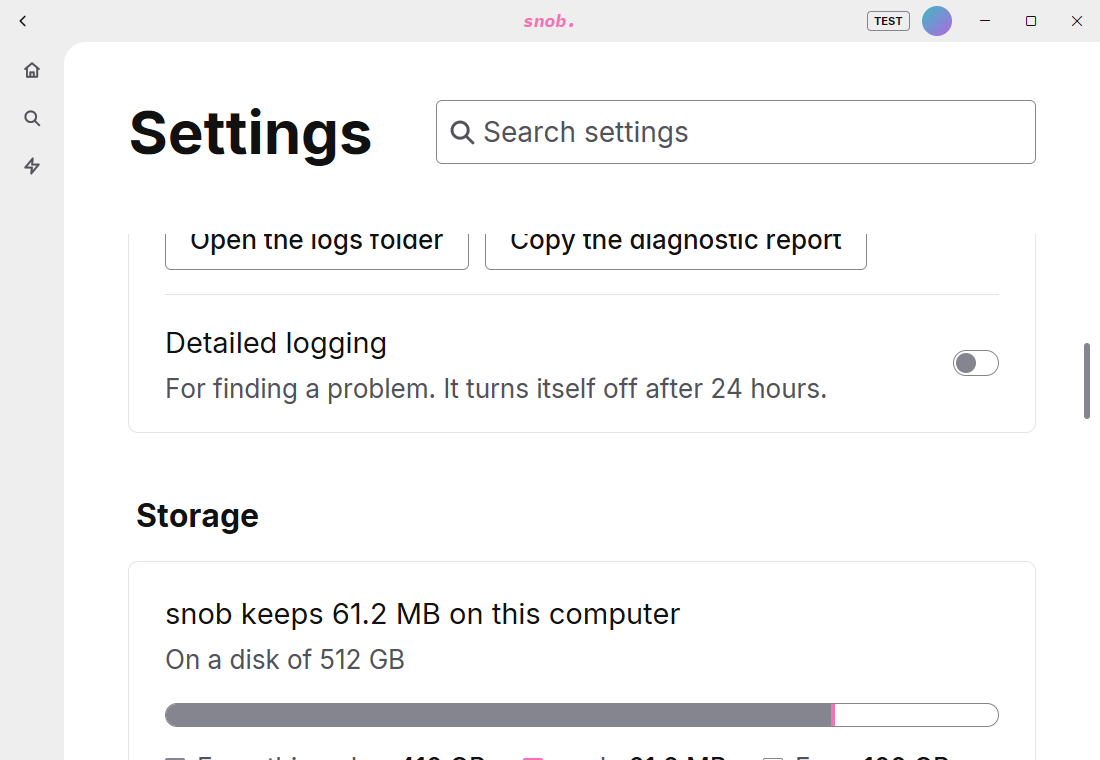 snob.
TEST
Settings
Search settings
Open the logs folder
Copy the diagnostic report
Detailed logging
For finding a problem. It turns itself off after 24 hours.
Storage
snob keeps 61.2 MB on this computer
On a disk of 512 GB